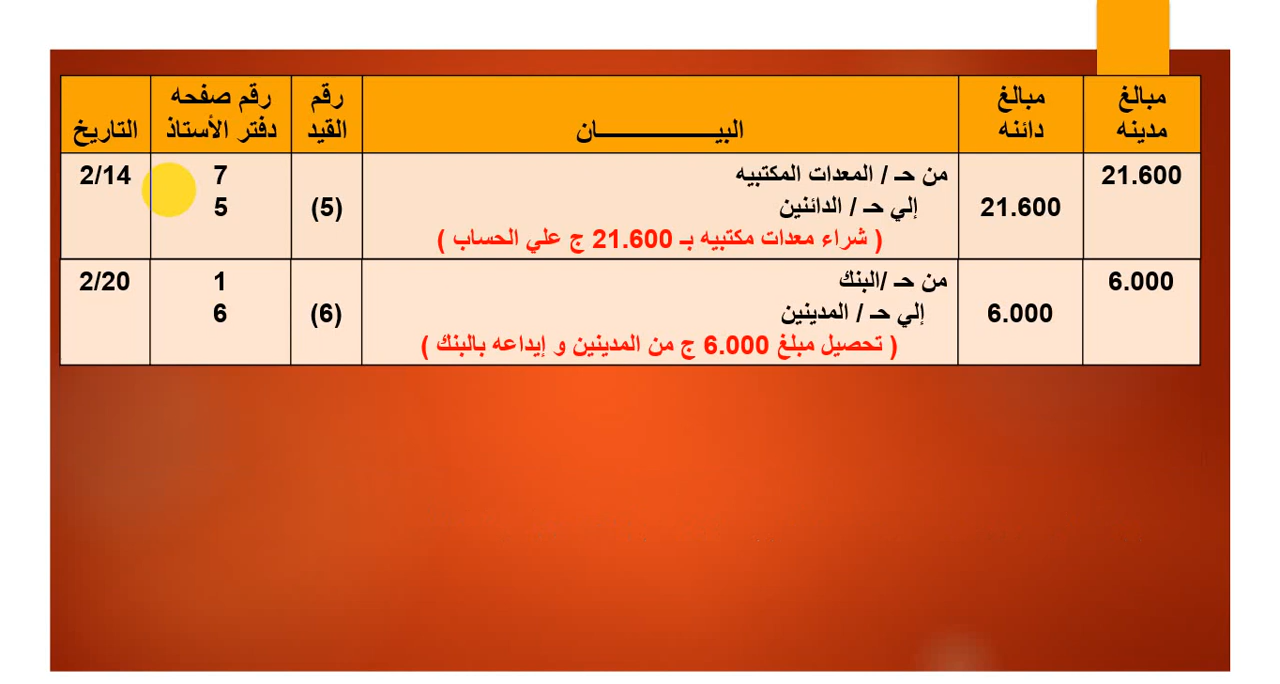 مبالغ مدينه
مبالغ دائنه
البيـــــــــــــان
رقم القيد
رقم صفحه دفتر الأستاذ
التاريخ
21.600 من حـ / المعدات المكتبيه 7 2/14
21.600 إلي حـ / الدائنين (5) 5
( شراء معدات مكتبيه بـ 21.600 ج علي الحساب )
6.000 من حـ /البنك 1 2/20
6.000 إلي حـ / المدينين (6) 6
( تحصيل مبلغ 6.000 ج من المدينين و إيداعه بالبنك )